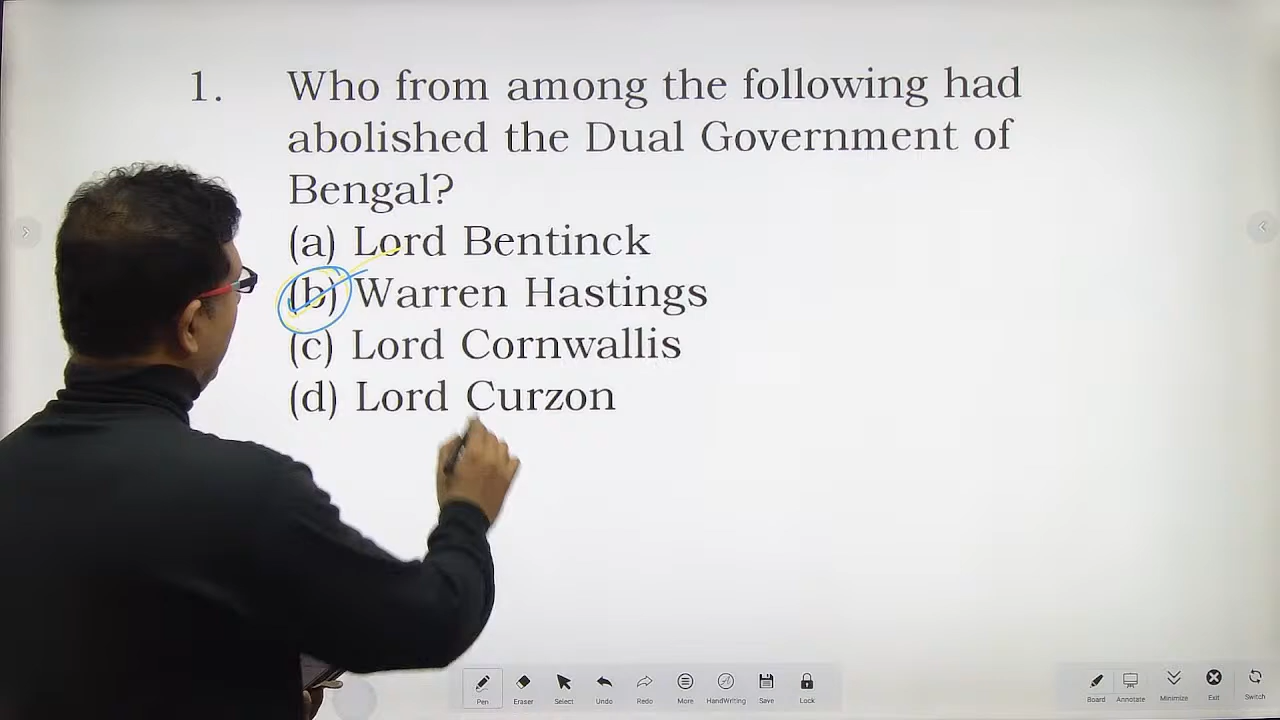 1. Who from among the following had
abolished the Dual Government of
Bengal?
(a) Lord Bentinck
(b) Warren Hastings
(c) Lord Cornwallis
(d) Lord Curzon
Pen Eraser Select Undo Redo More HandWriting Save Lock
Board Annotate Minimize Exit Switch